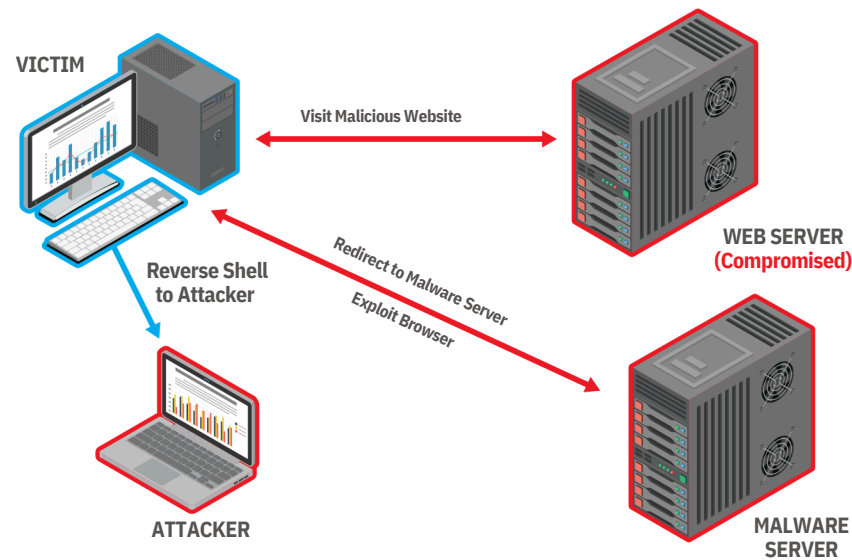 VICTIM
Visit Malicious Website
WEB SERVER
(Compromised)
Redirect to Malware Server
Exploit Browser
Reverse Shell
to Attacker
ATTACKER
MALWARE
SERVER